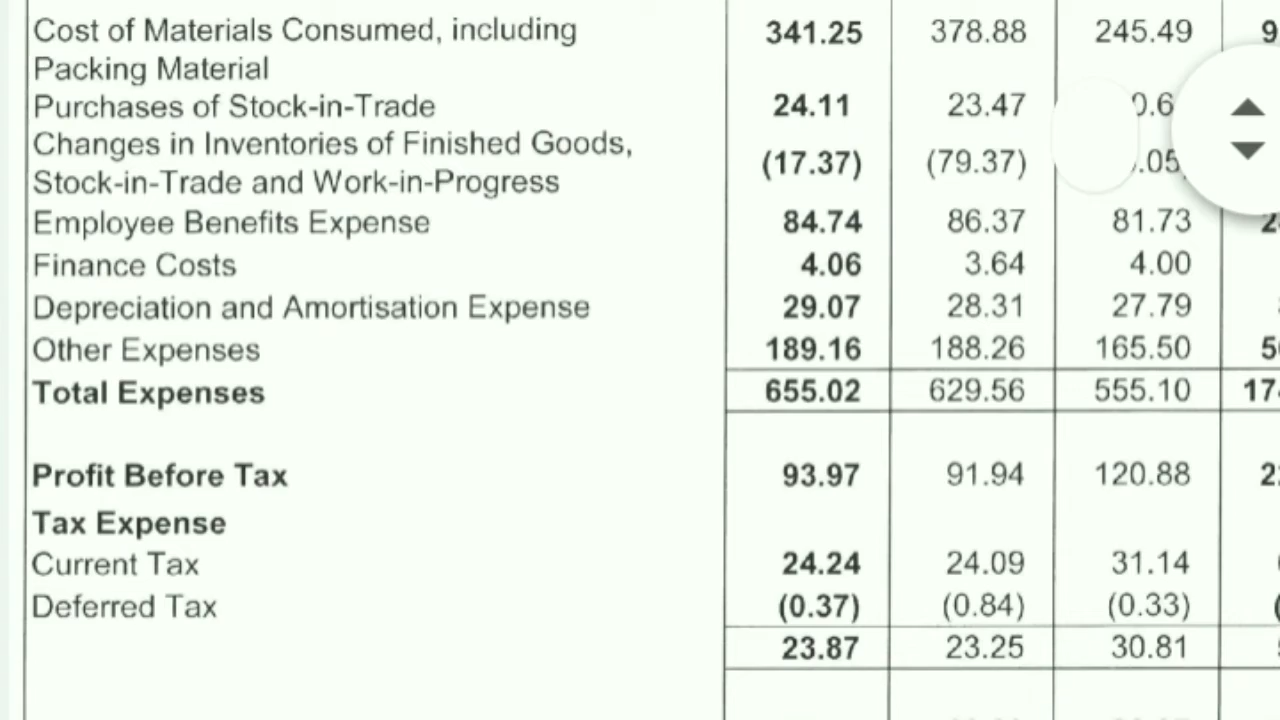 Cost of Materials Consumed, including 341.25 378.88 245.49
Packing Material
Purchases of Stock-in-Trade 24.11 23.47
Changes in Inventories of Finished Goods,
(17.37) (79.37)
Stock-in-Trade and Work-in-Progress
Employee Benefits Expense 84.74 86.37 81.73
Finance Costs 4.06 3.64 4.00
Depreciation and Amortisation Expense 29.07 28.31 27.79
Other Expenses 189.16 188.26 165.50
Total Expenses 655.02 629.56 555.10
Profit Before Tax 93.97 91.94 120.88
Tax Expense
Current Tax 24.24 24.09 31.14
Deferred Tax (0.37) (0.84) (0.33)
23.87 23.25 30.81